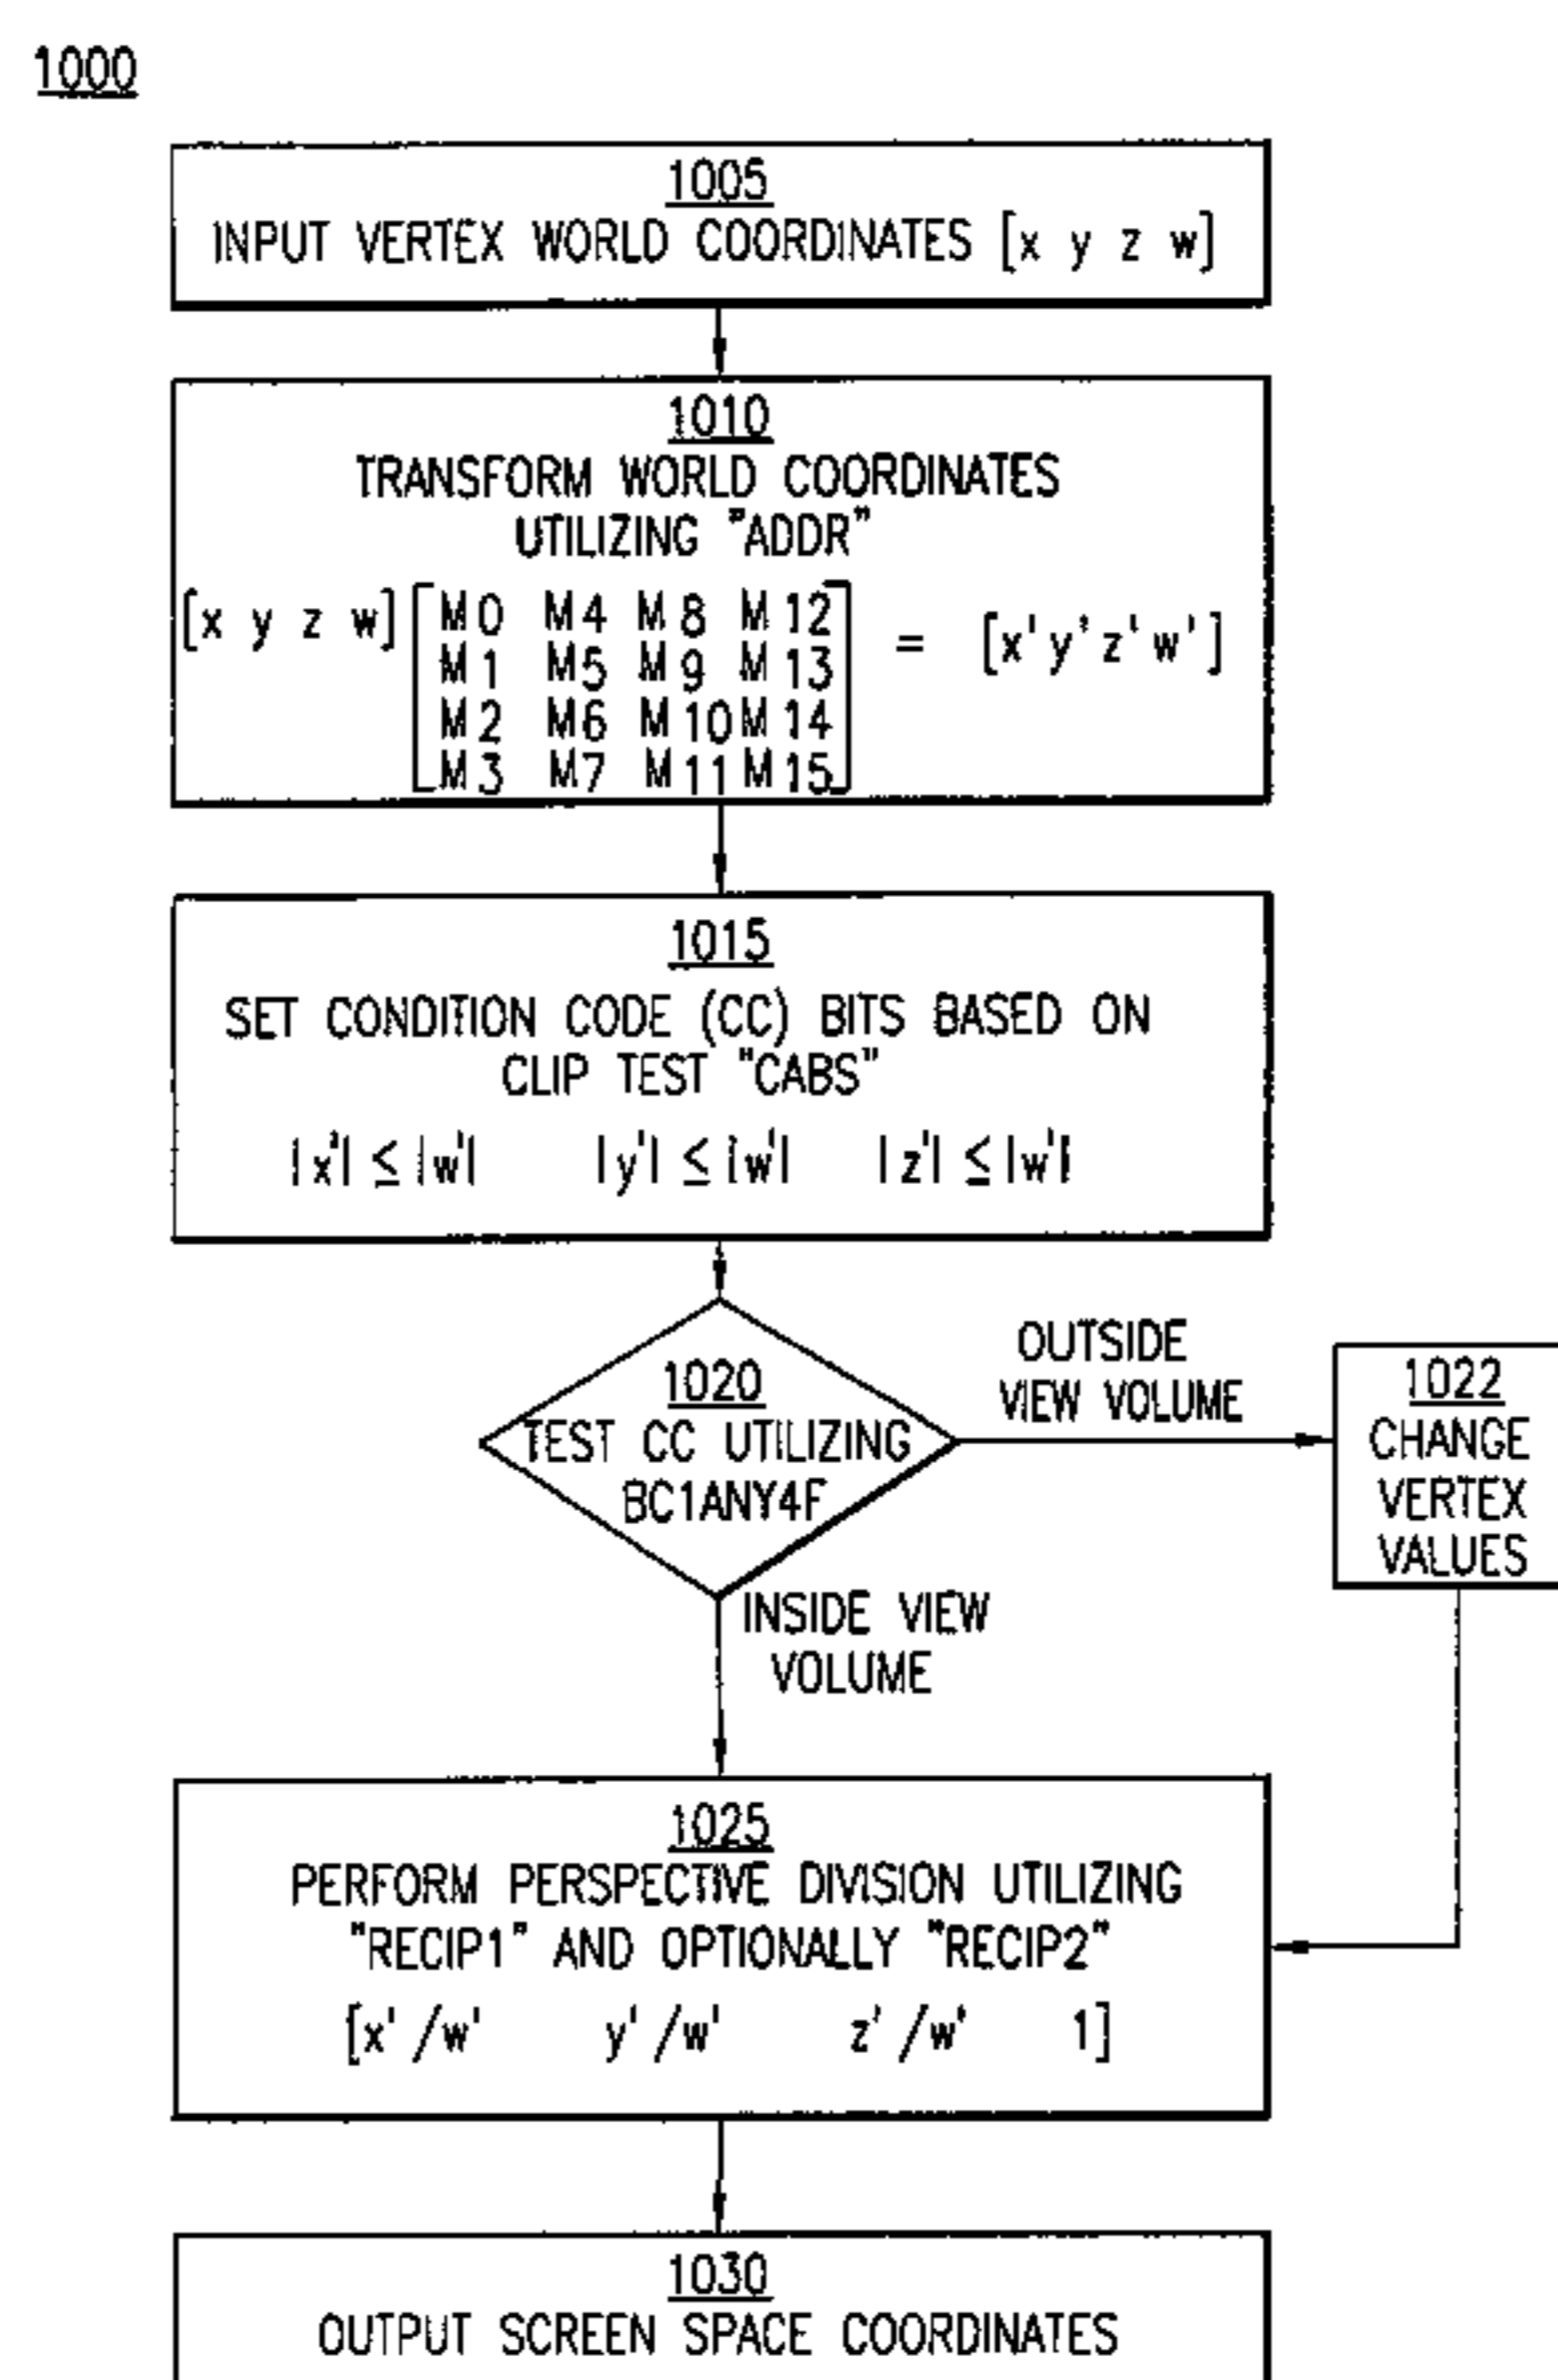 1000
1005
INPUT VERTEX WORLD COORDINATES [x y z w]
1010
TRANSFORM WORLD COORDINATES
UTILIZING "ADDR"
[x y z w] [M0 M4 M8 M12
M1 M5 M9 M13
M2 M6 M10 M14
M3 M7 M11 M15] = [x' y' z' w']
1015
SET CONDITION CODE (CC) BITS BASED ON
CLIP TEST "CABS"
|x'| ≤ |w'| |y'| ≤ |w'| |z'| ≤ |w'|
1020
TEST CC UTILIZING
BC1ANY4F
OUTSIDE
VIEW VOLUME
1022
CHANGE
VERTEX
VALUES
INSIDE VIEW
VOLUME
1025
PERFORM PERSPECTIVE DIVISION UTILIZING
"RECIP1" AND OPTIONALLY "RECIP2"
[x'/w' y'/w' z'/w' 1]
1030
OUTPUT SCREEN SPACE COORDINATES